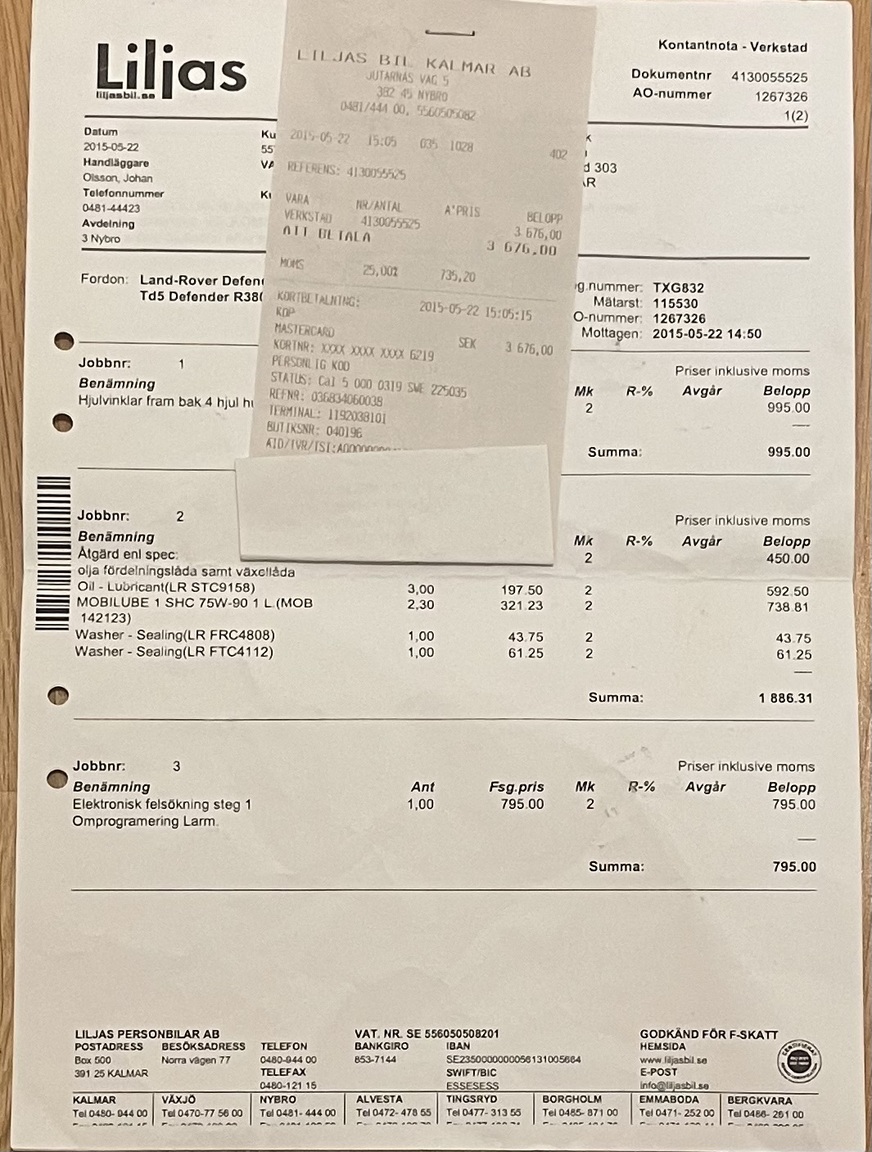 Liljas
liljasbil.se
Kontantnota - Verkstad
Dokumentnr 4130055525
AO-nummer 1267326
1(2)
Datum
2015-05-22
Handläggare
Olsson, Johan
Telefonnummer
0481-44423
Avdelning
3 Nybro
Ku
55
VA
Ku
d 303
AR
Fordon: Land-Rover Defen
Td5 Defender R380
g.nummer: TXG832
Mätarst: 115530
O-nummer: 1267326
Mottagen: 2015-05-22 14:50
LILJAS BIL KALMAR AB
JUTARNAS VÄG 5
382 45 NYBRO
0481/444 00, 5560505082
2015-05-22 15:05 035 1028
402
REFERENS: 4130055525
VARA NR/ANTAL A'PRIS BELOPP
VERKSTAD 4130055525 3 676,00
ATT BETALA 3 676,00
MOMS 25,00% 735,20
KORTBETALNING: 2015-05-22 15:05:15
KÖP SEK 3 676,00
MASTERCARD
KORTNR: XXXX XXXX XXXX 6219
PERSONLIG KOD
STATUS: Ca1 5 000 0319 SWE 225035
REFNR: 036834060038
TERMINAL: 1192038101
BUTIKSNR: 040196
Jobbnr: 1 Priser inklusive moms
Benämning Mk R-% Avgår Belopp
Hjulvinklar fram bak 4 hjul hu 2 995.00
Summa: 995.00
Jobbnr: 2 Priser inklusive moms
Benämning Mk R-% Avgår Belopp
Åtgärd enl spec: 2 450.00
olja fördelningslåda samt växellåda
Oil - Lubricant(LR STC9158) 3,00 197.50 2 592.50
MOBILUBE 1 SHC 75W-90 1 L.(MOB 2,30 321.23 2 738.81
142123)
Washer - Sealing(LR FRC4808) 1,00 43.75 2 43.75
Washer - Sealing(LR FTC4112) 1,00 61.25 2 61.25
Summa: 1 886.31
Jobbnr: 3 Priser inklusive moms
Benämning Ant Fsg.pris Mk R-% Avgår Belopp
Elektronisk felsökning steg 1 1,00 795.00 2 795.00
Omprogramering Larm.
Summa: 795.00
LILJAS PERSONBILAR AB VAT. NR. SE 556050508201 GODKÄND FÖR F-SKATT
POSTADRESS BESÖKSADRESS TELEFON BANKGIRO IBAN HEMSIDA
Box 500 Norra vägen 77 0480-944 00 853-7144 SE2350000000056131005664 www.liljasbil.se
391 25 KALMAR TELEFAX SWIFT/BIC E-POST
0480-121 15 ESSESESS info@liljasbil.se
KALMAR VÄXJÖ NYBRO ALVESTA TINGSRYD BORGHOLM EMMABODA BERGKVARA
Tel 0480- 944 00 Tel 0470-77 56 00 Tel 0481- 444 00 Tel 0472- 478 55 Tel 0477- 313 55 Tel 0485- 871 00 Tel 0471- 252 00 Tel 0486- 261 00